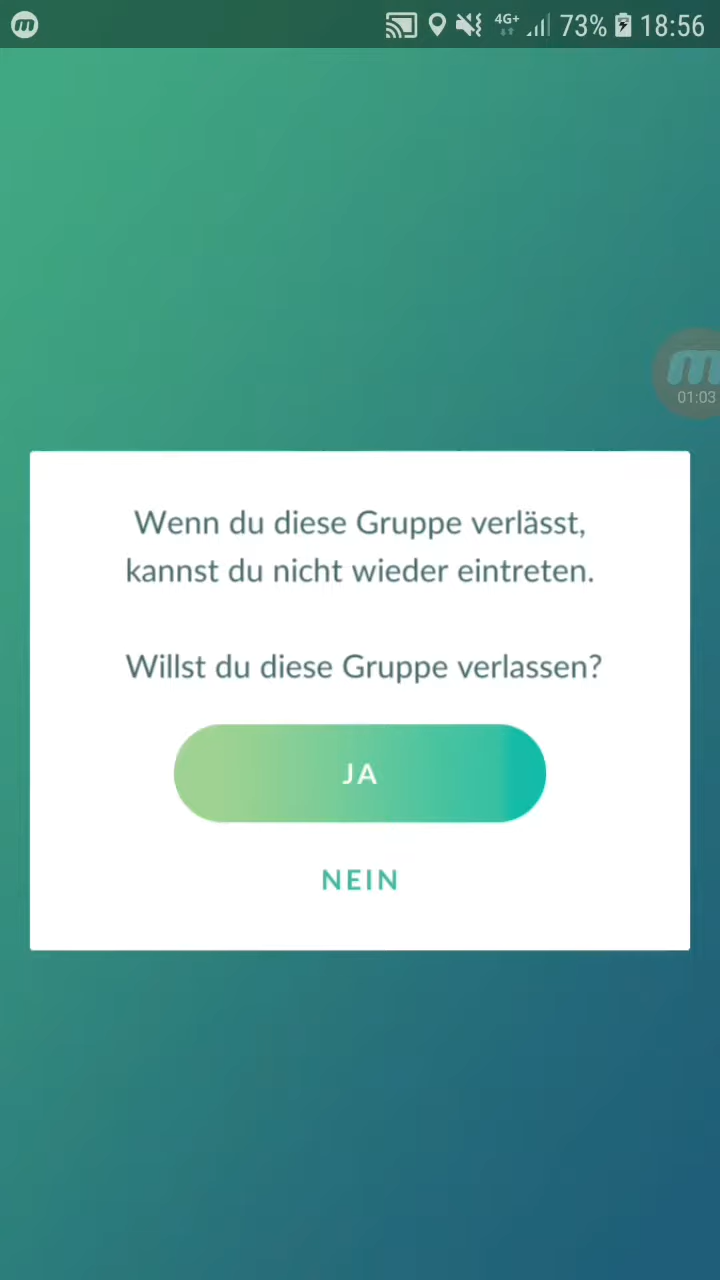 m 4G+ 73% 18:56
m
01:03
Wenn du diese Gruppe verlässt,
kannst du nicht wieder eintreten.
Willst du diese Gruppe verlassen?
JA
NEIN